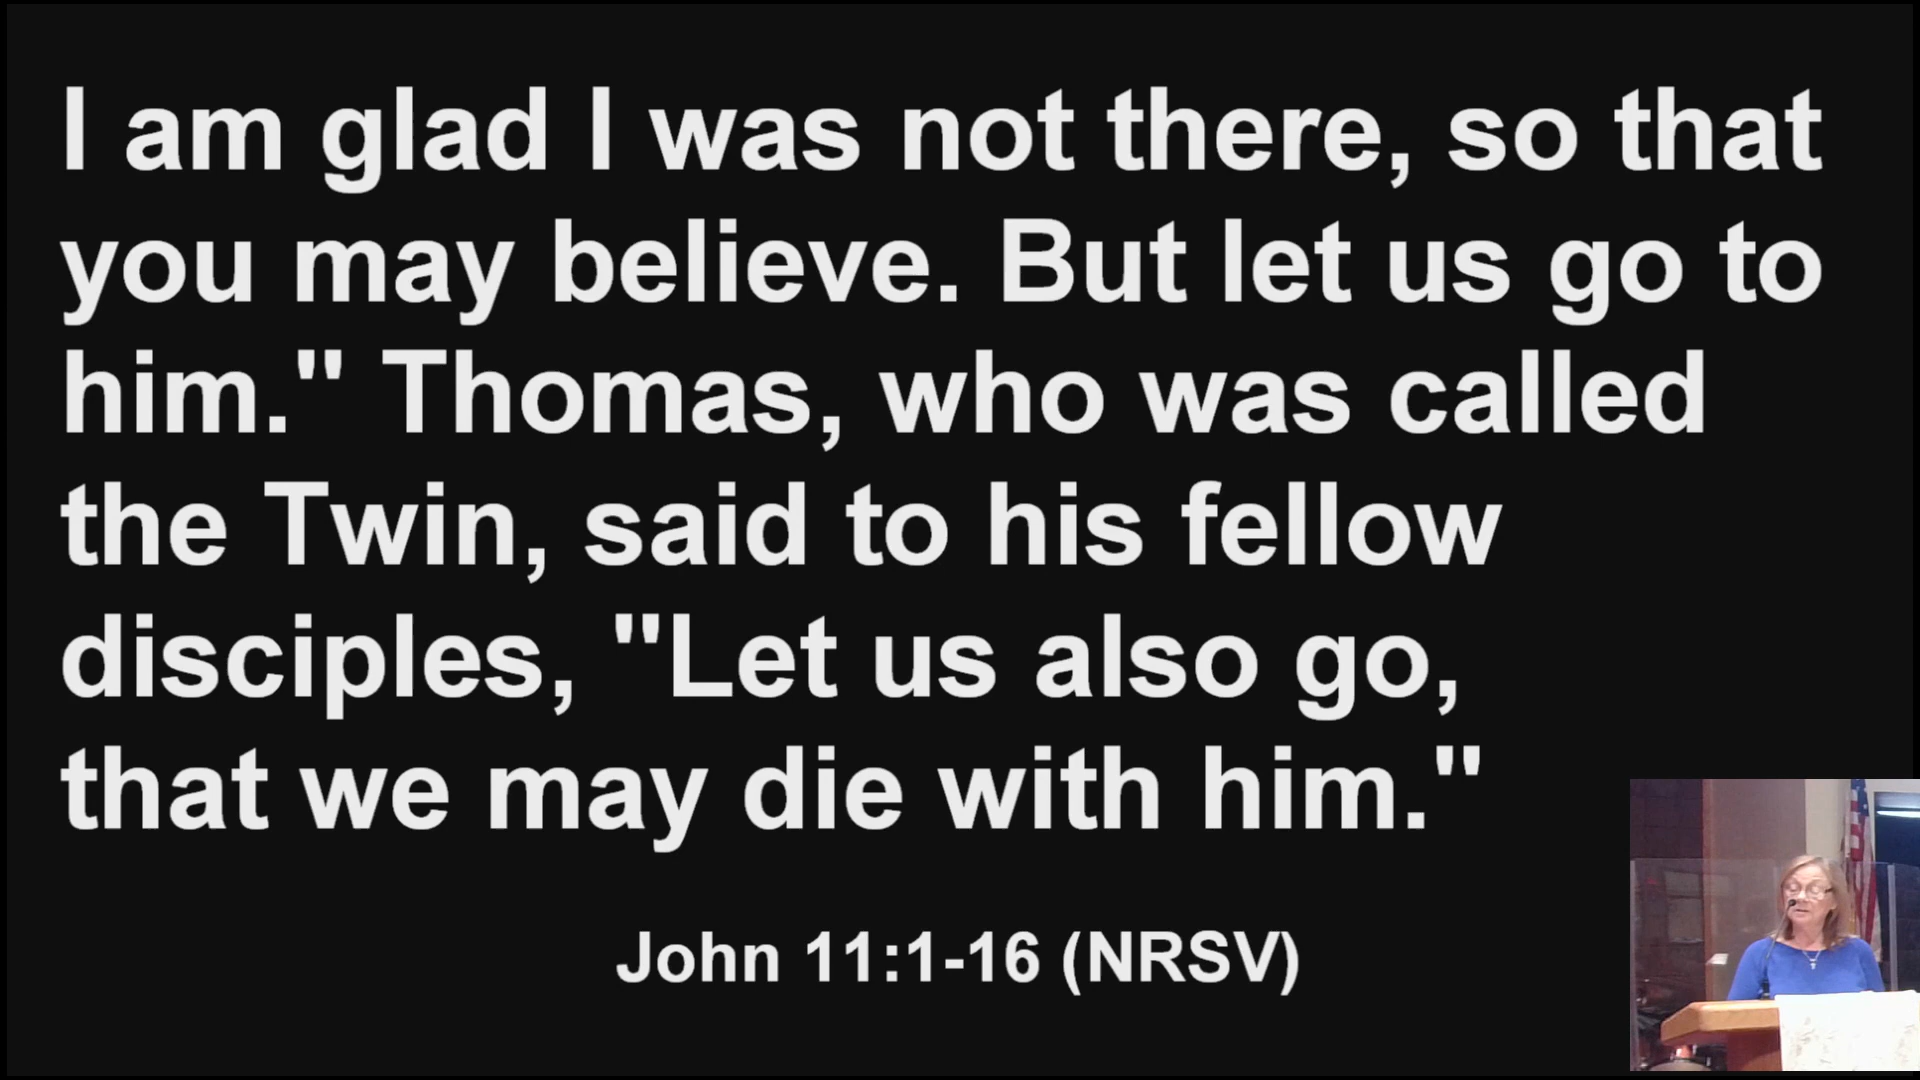 I am glad I was not there, so that
you may believe. But let us go to
him." Thomas, who was called
the Twin, said to his fellow
disciples, "Let us also go,
that we may die with him."
John 11:1-16 (NRSV)